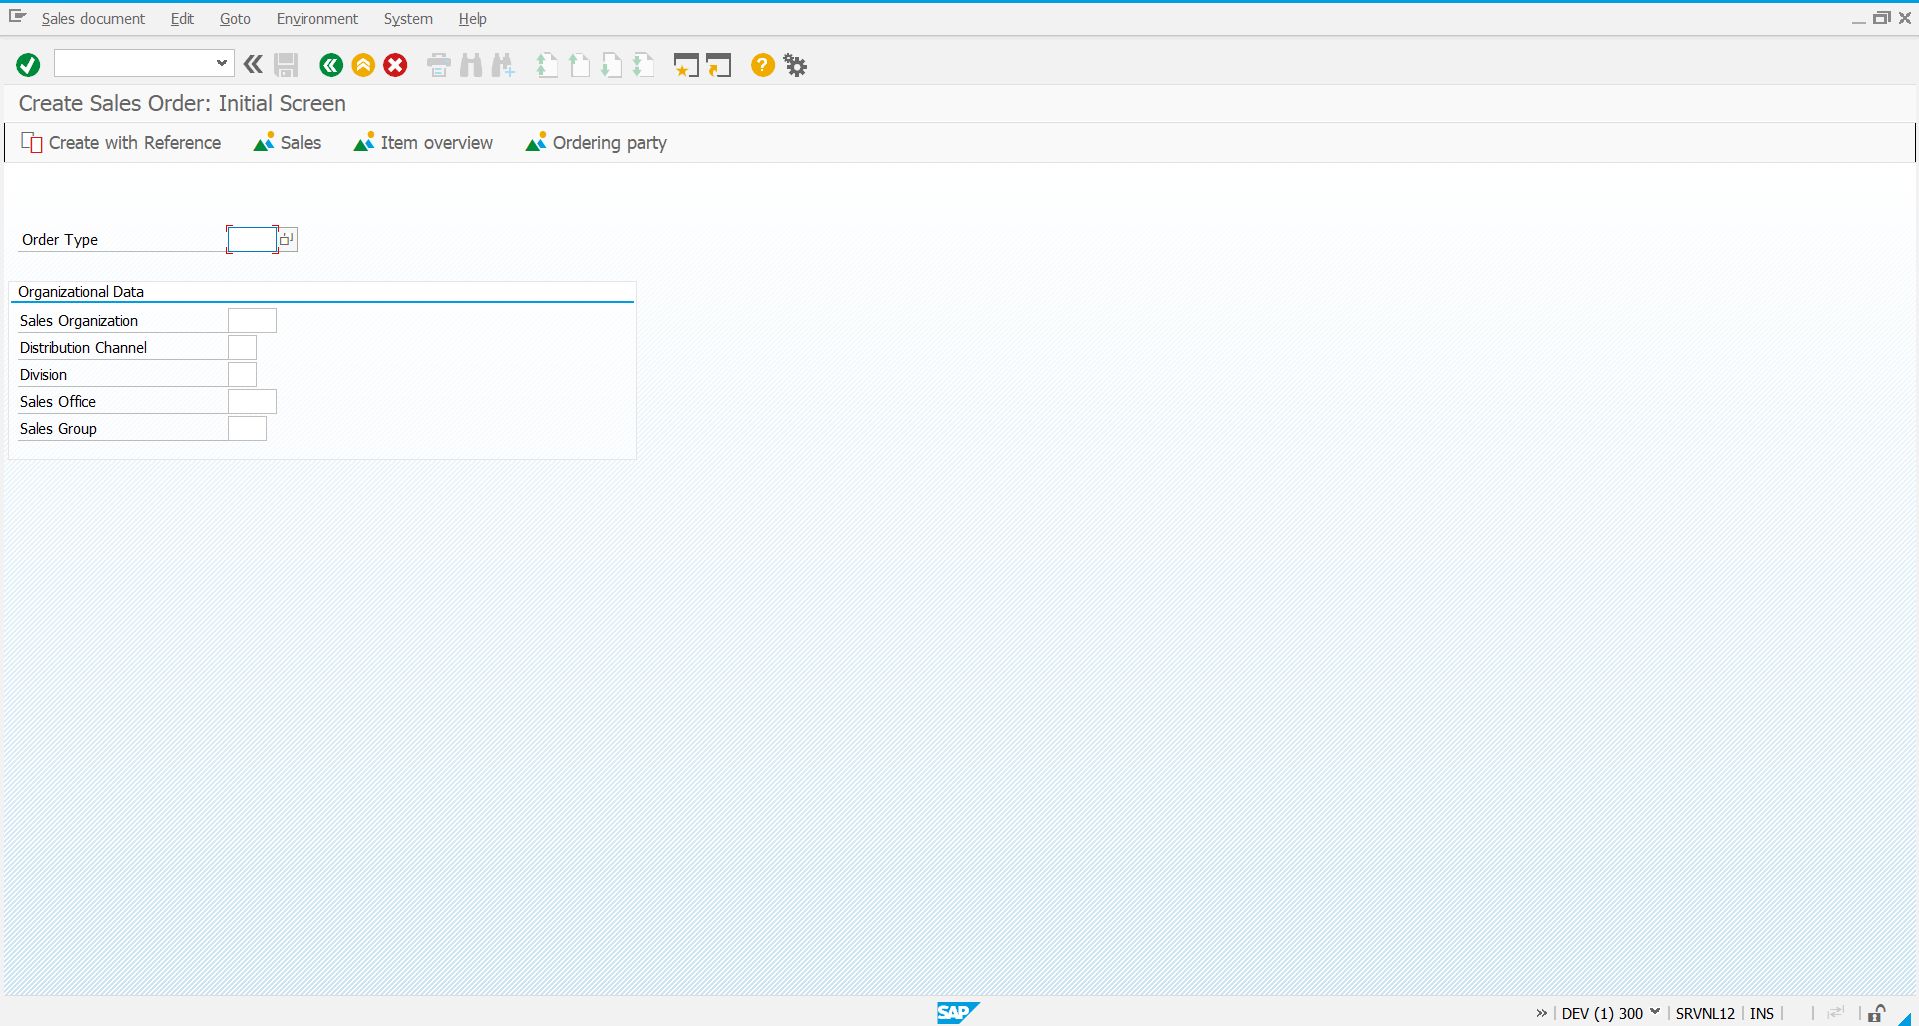 Sales document Edit Goto Environment System Help
Create Sales Order: Initial Screen
Create with Reference Sales Item overview Ordering party
Order Type
Organizational Data
Sales Organization
Distribution Channel
Division
Sales Office
Sales Group
SAP DEV (1) 300 SRVNL12 INS